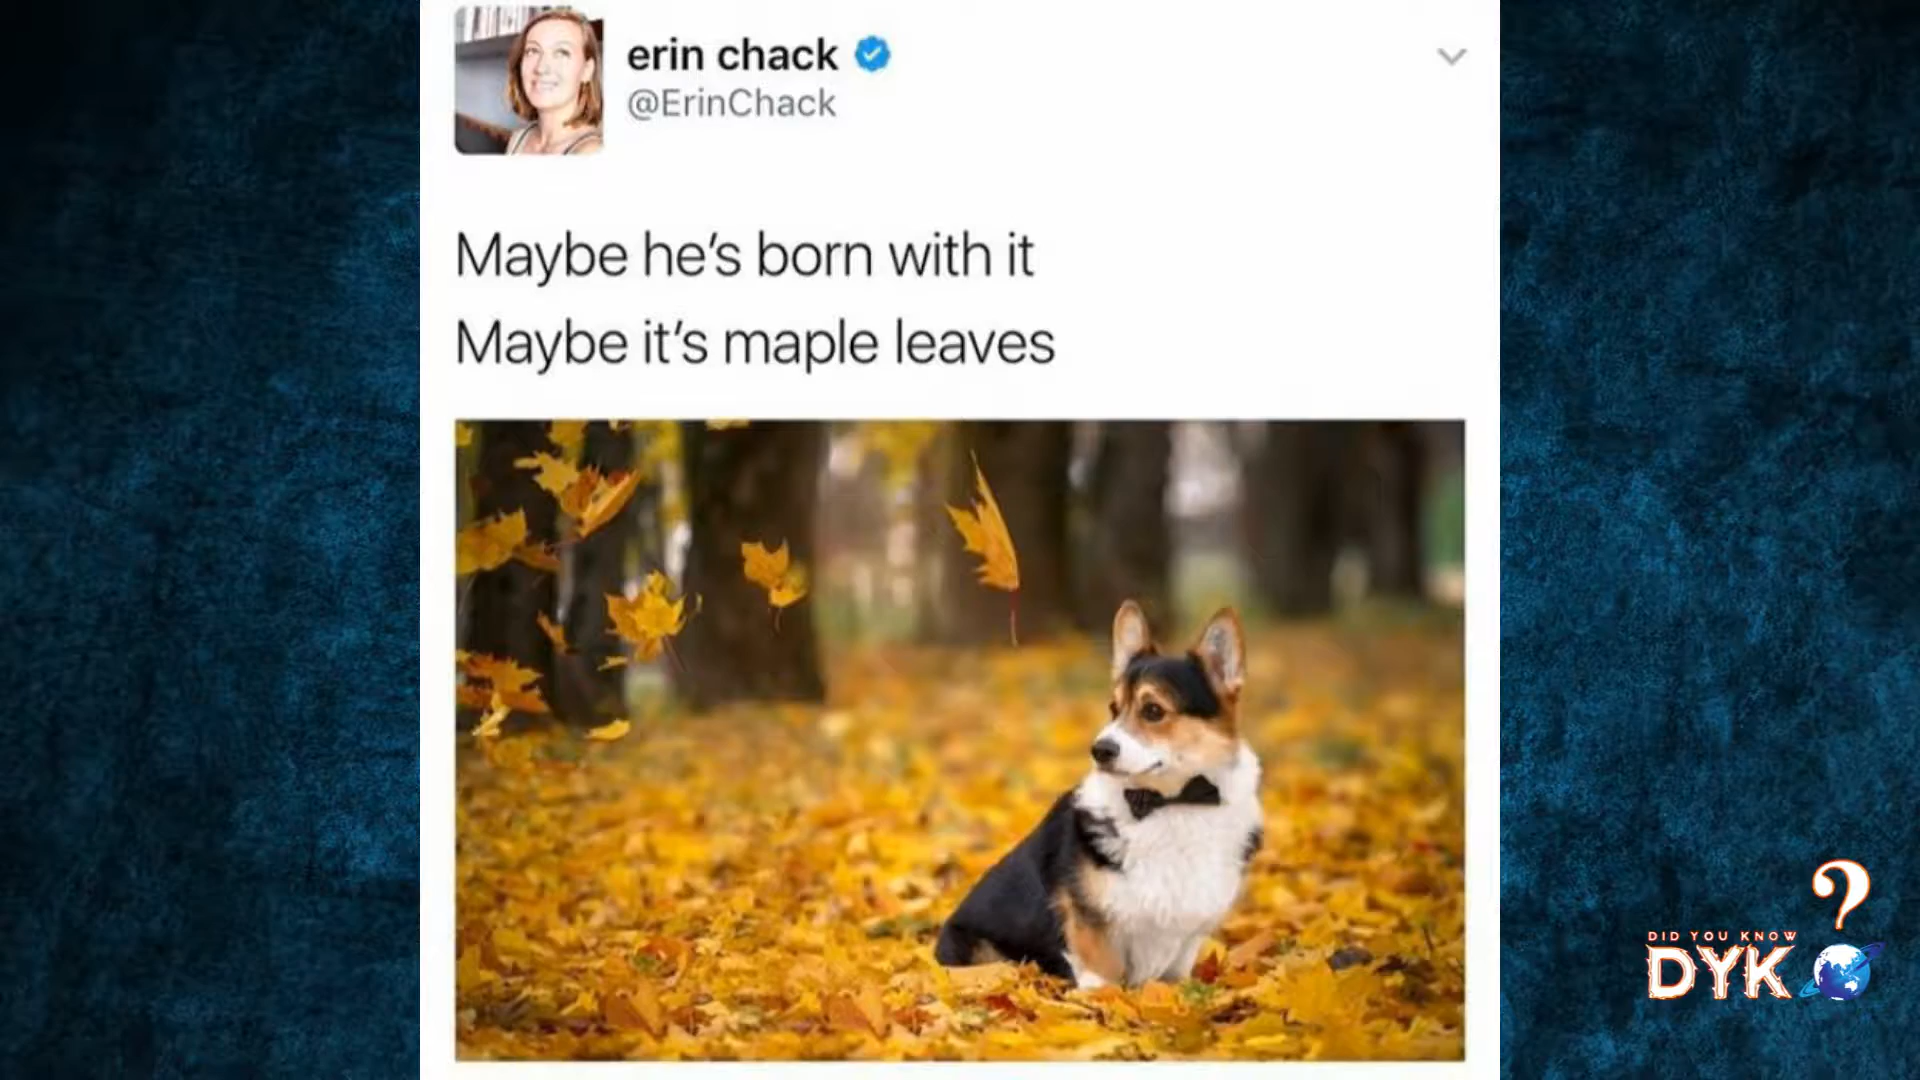 erin chack
@ErinChack
Maybe he's born with it
Maybe it's maple leaves
DID YOU KNOW
DYK?